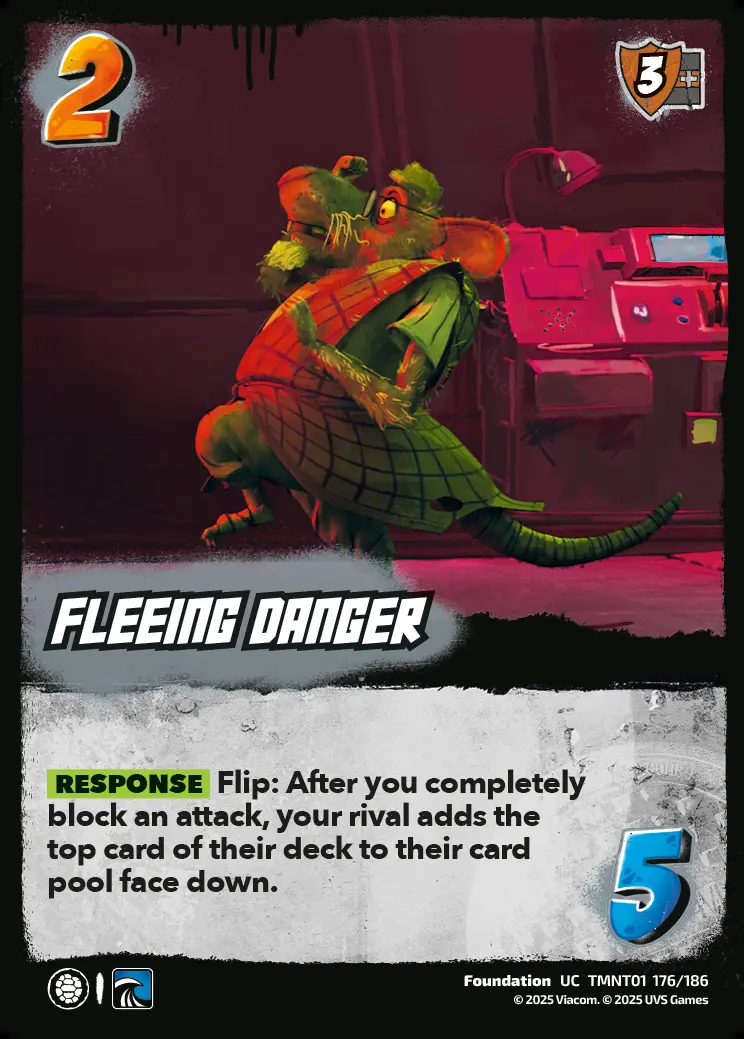 2
3
FLEEING DANGER
RESPONSE Flip: After you completely
block an attack, your rival adds the
top card of their deck to their card
pool face down.
5
Foundation UC TMNT01 176/186
© 2025 Viacom. © 2025 UVS Games